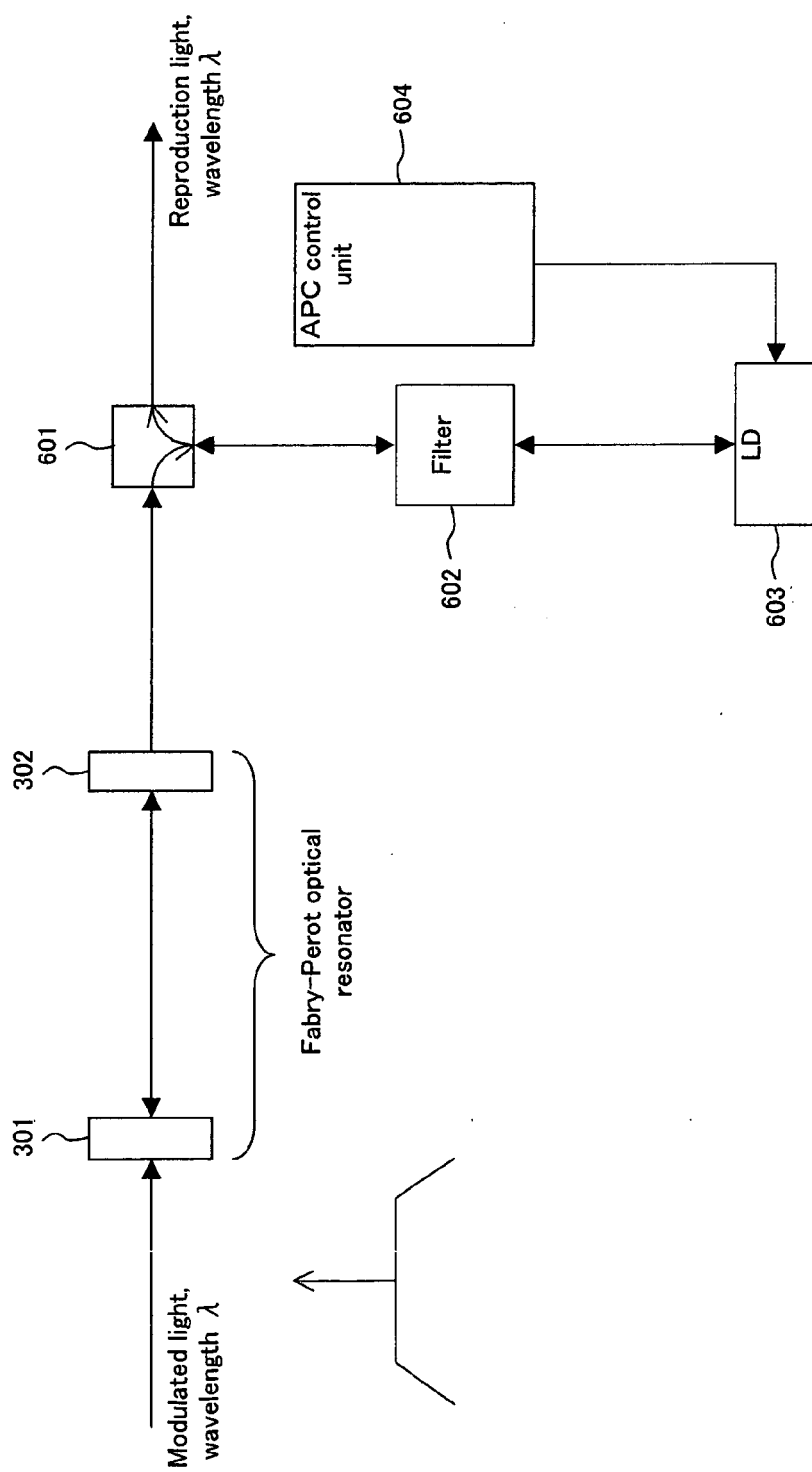 Modulated light,
wavelength λ
301
302
Fabry-Perot optical
resonator
601
Reproduction light,
wavelength λ
Filter
602
APC control
unit
604
LD
603